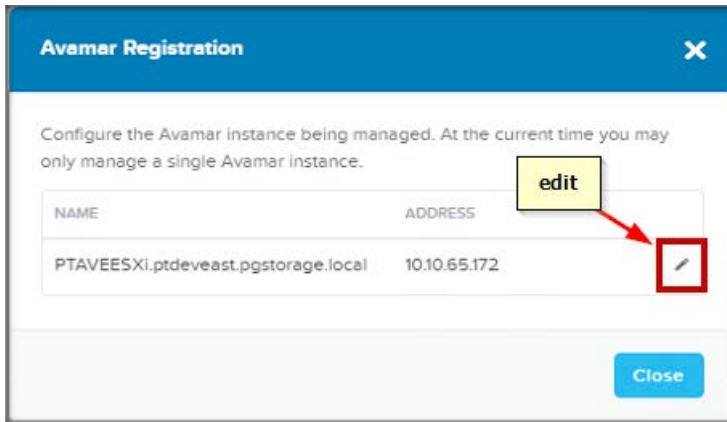 Avamar Registration
Configure the Avamar instance being managed. At the current time you may
only manage a single Avamar instance.
edit
NAME ADDRESS
PTAVEESXi.ptdeveast.pgstorage.local 10.10.65.172
Close